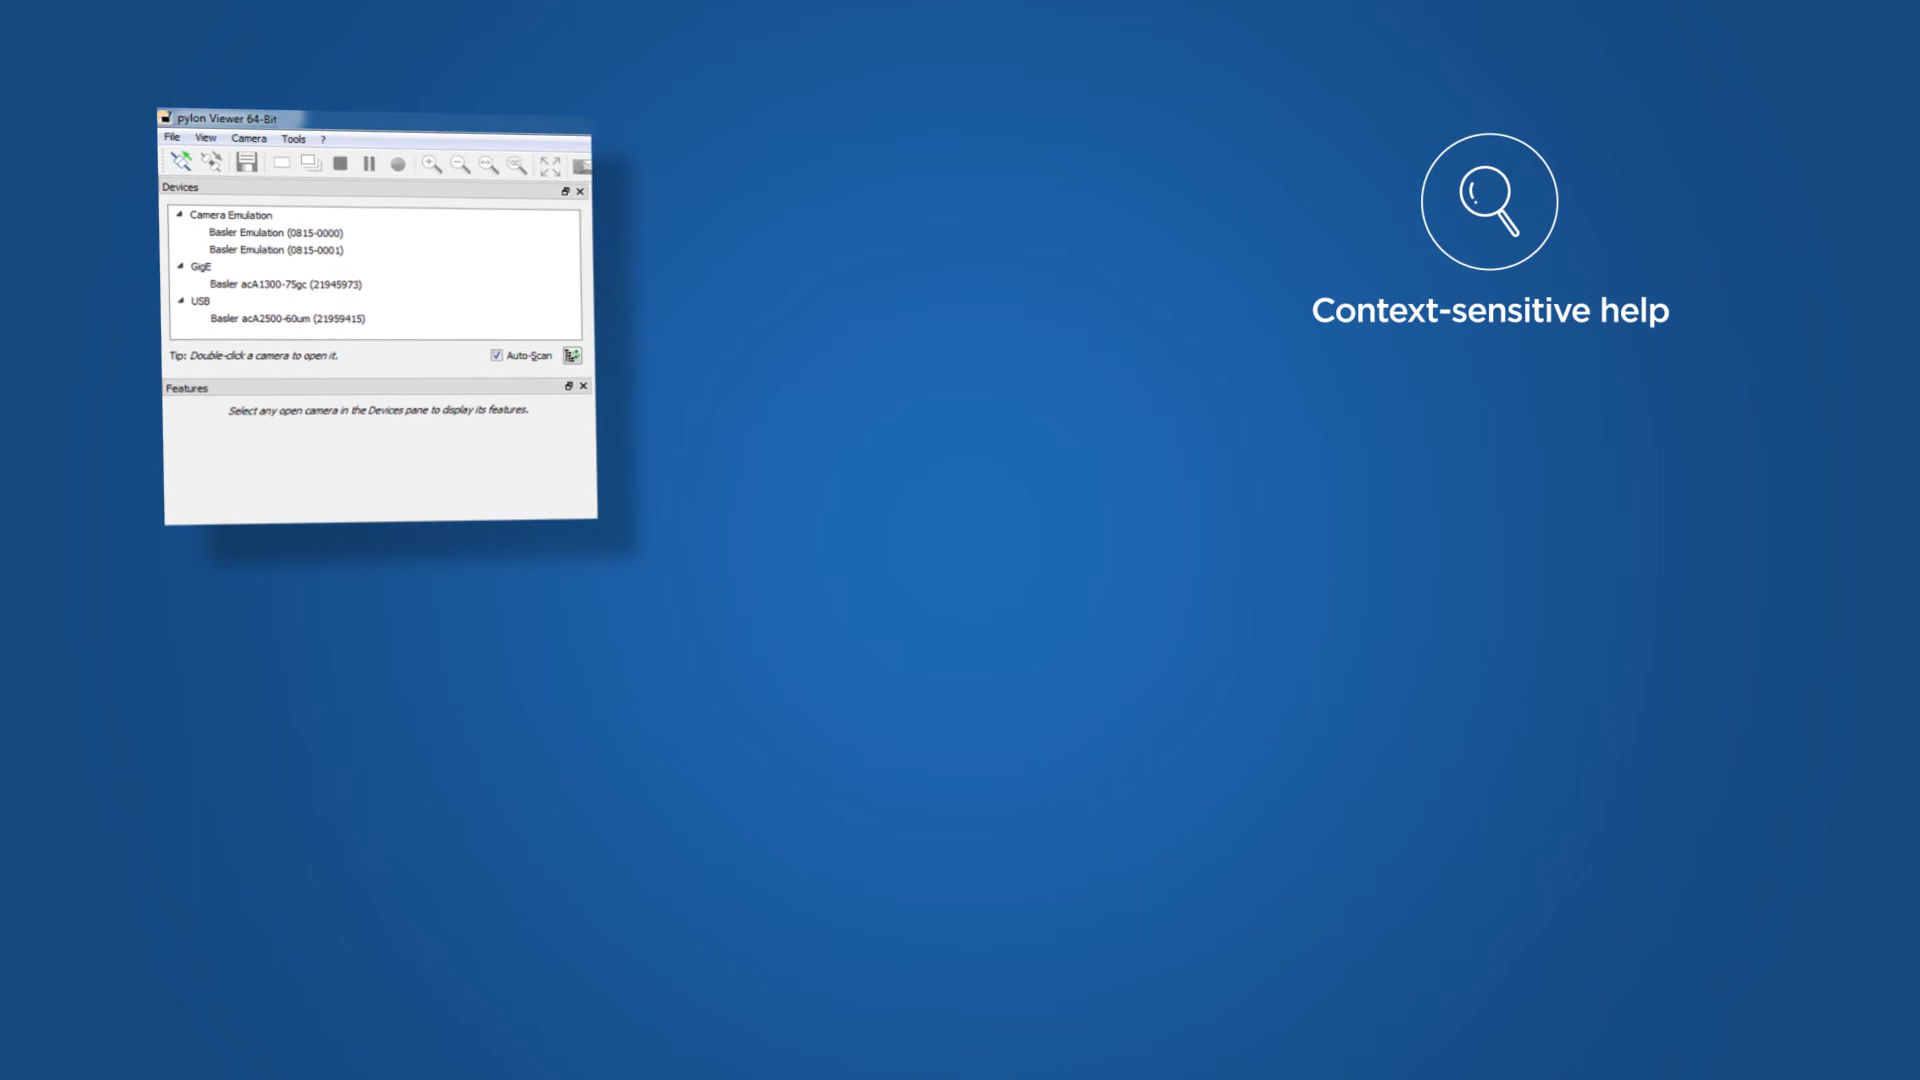 pylon Viewer 64-Bit
File View Camera Tools ?
Devices
Camera Emulation
Basler Emulation (0815-0000)
Basler Emulation (0815-0001)
GigE
Basler acA1300-75gc (21945973)
USB
Basler acA2500-60um (21959415)
Tip: Double-click a camera to open it.
Auto-Scan
Features
Select any open camera in the Devices pane to display its features.
Context-sensitive help